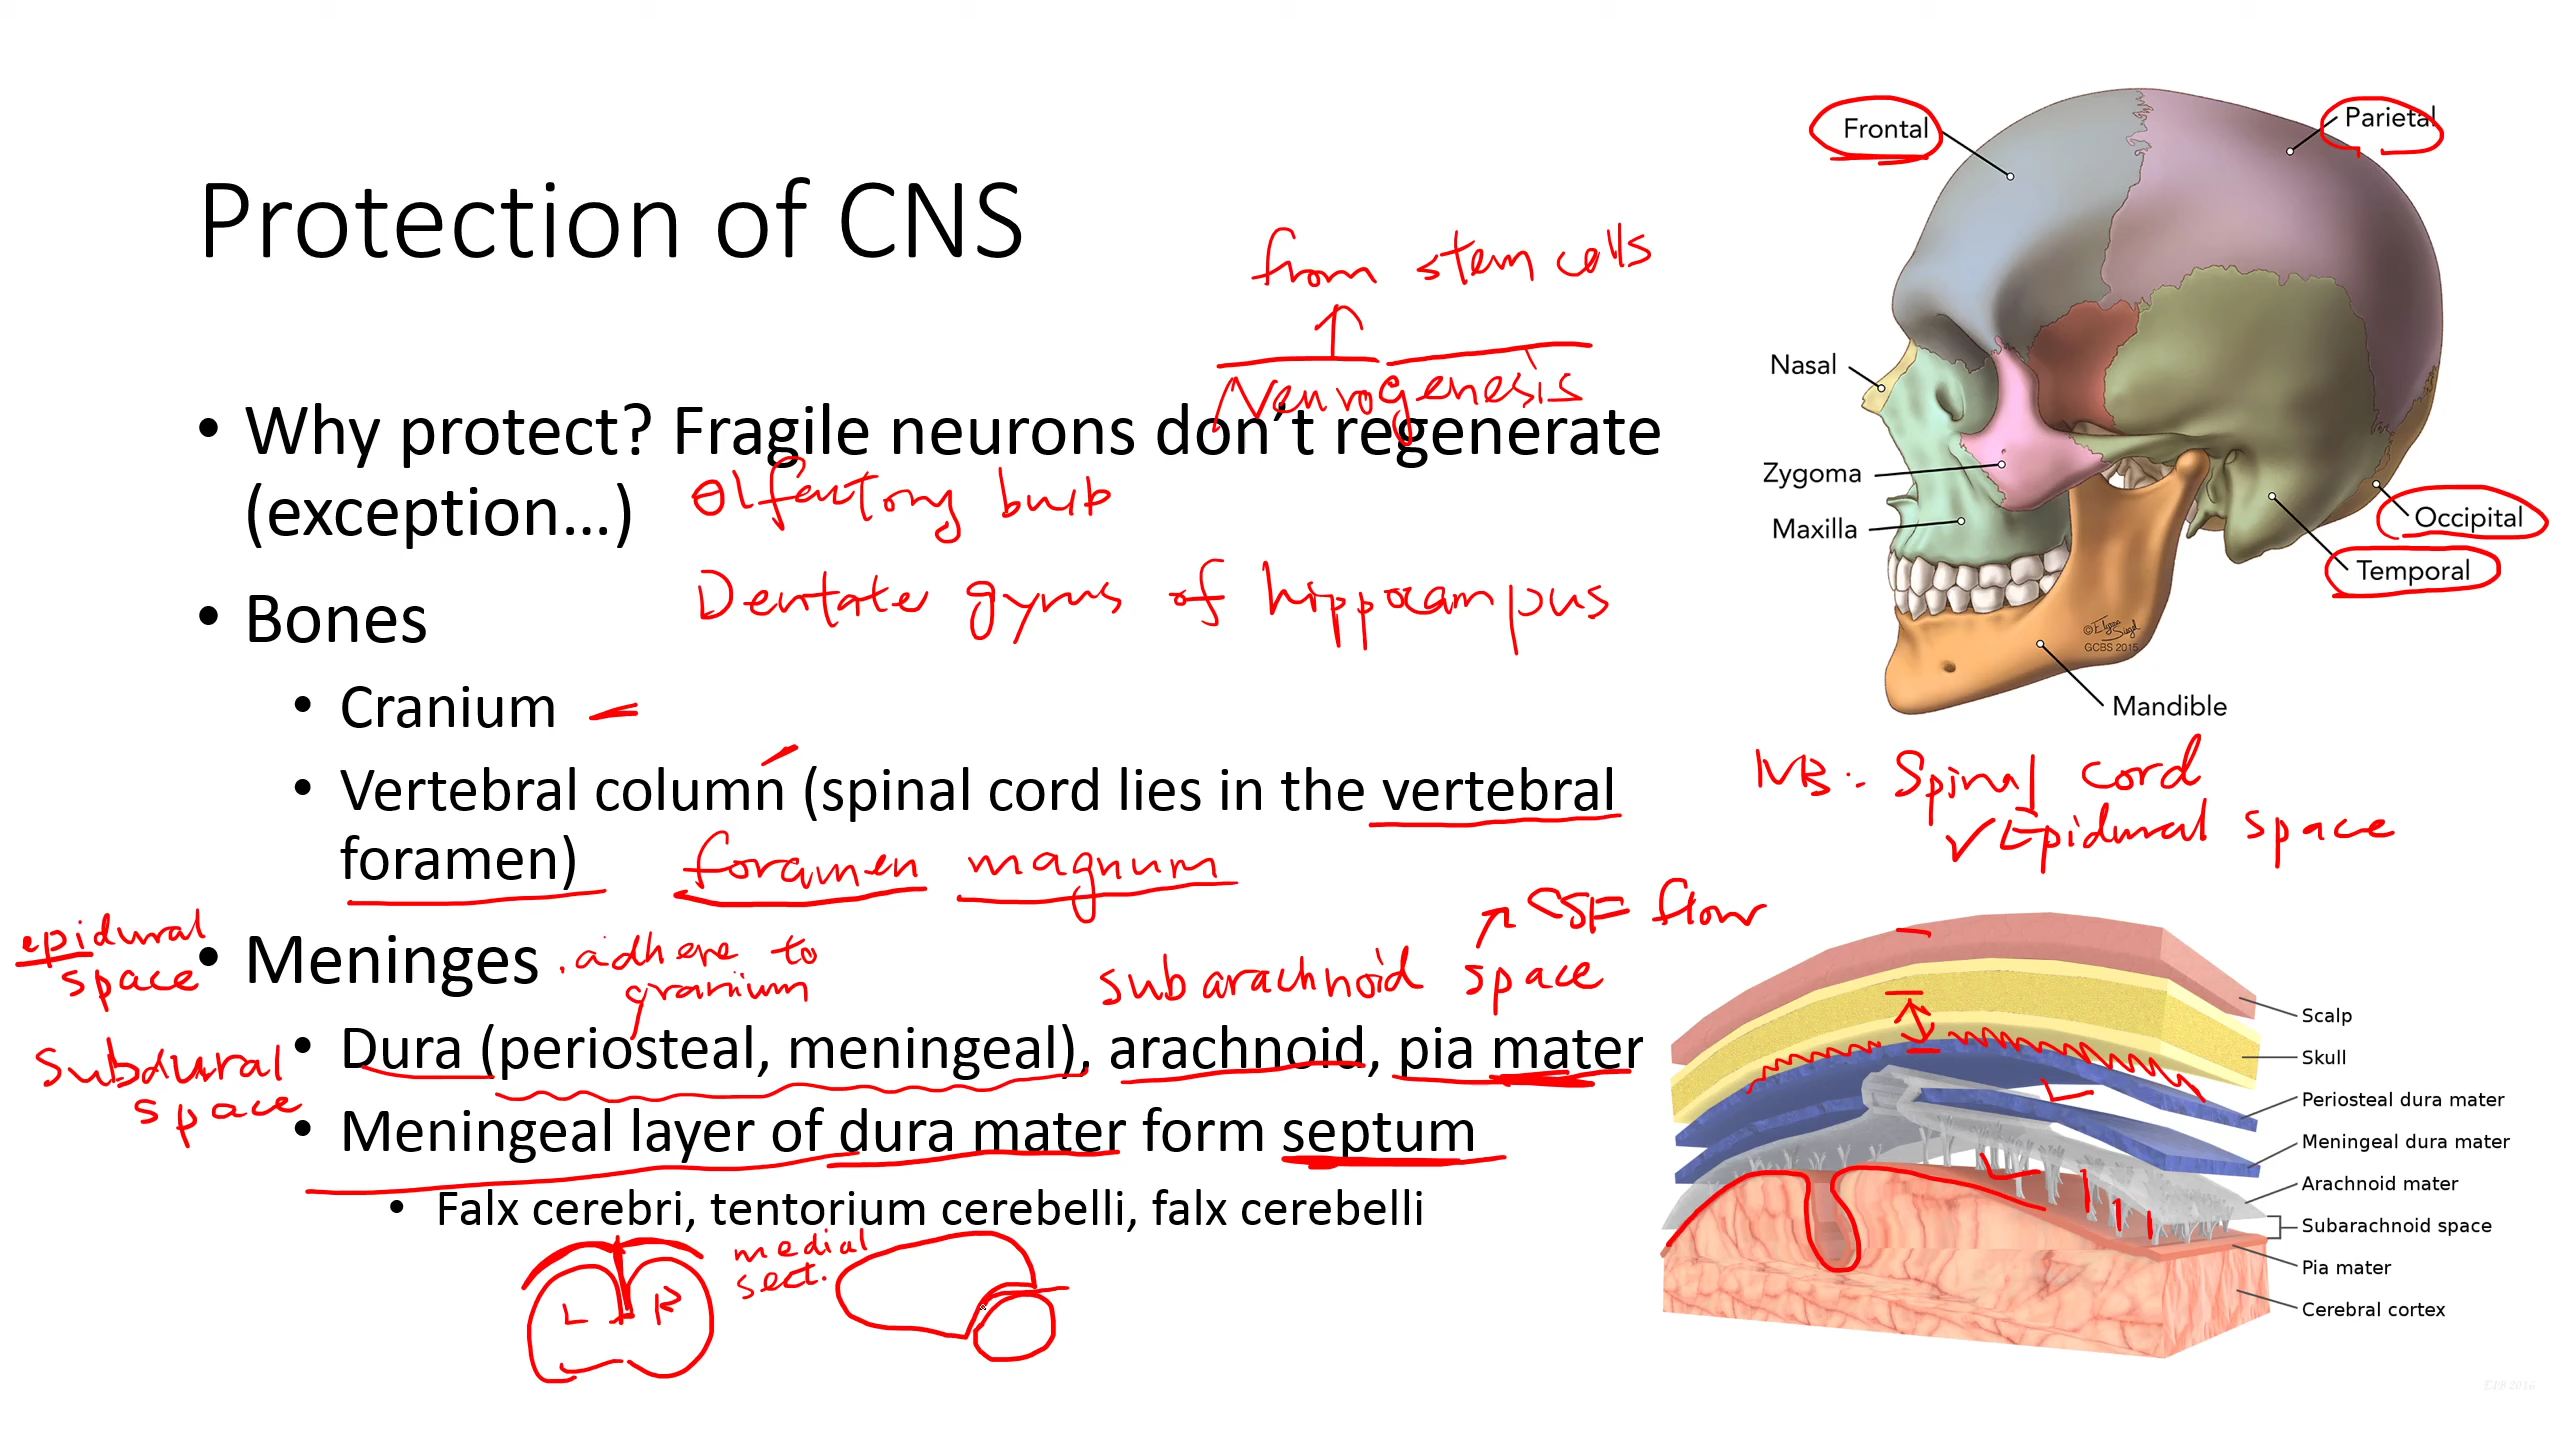 Protection of CNS
from stem cells
Neurogenesis
• Why protect? Fragile neurons don't regenerate
(exception...)
Olfactory bulb
Dentate gyrus of hippocampus
• Bones
• Cranium
• Vertebral column (spinal cord lies in the vertebral
foramen)
foramen magnum
epidural
space
• Meninges
adhere to
cranium
subarachnoid space
CSF flow
subdural
space
• Dura (periosteal, meningeal), arachnoid, pia mater
• Meningeal layer of dura mater form septum
• Falx cerebri, tentorium cerebelli, falx cerebelli
L R
medial
sect.
Frontal
Parietal
Nasal
Zygoma
Maxilla
Occipital
Temporal
Mandible
GCBS 2015
NB: Spinal cord
✓ Epidural space
Scalp
Skull
Periosteal dura mater
Meningeal dura mater
Arachnoid mater
Subarachnoid space
Pia mater
Cerebral cortex